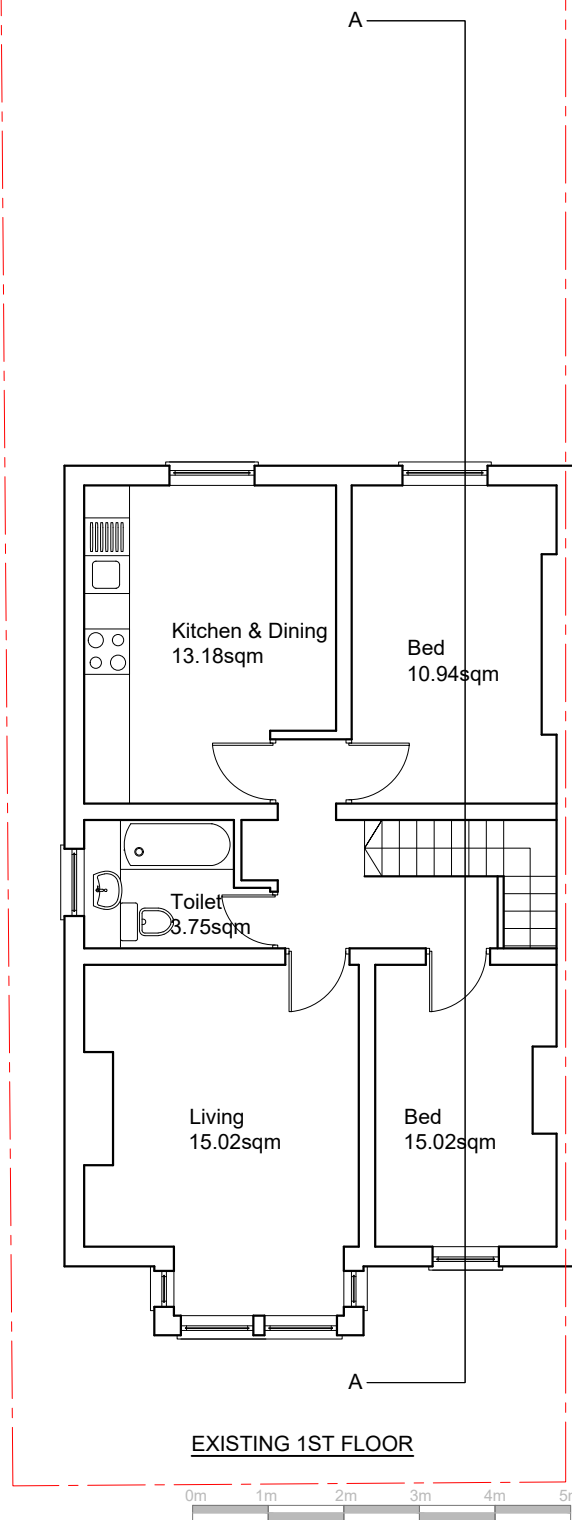 A
Kitchen & Dining
13.18sqm
Bed
10.94sqm
Toilet
3.75sqm
Living
15.02sqm
Bed
15.02sqm
A
EXISTING 1ST FLOOR
0m 1m 2m 3m 4m 5m